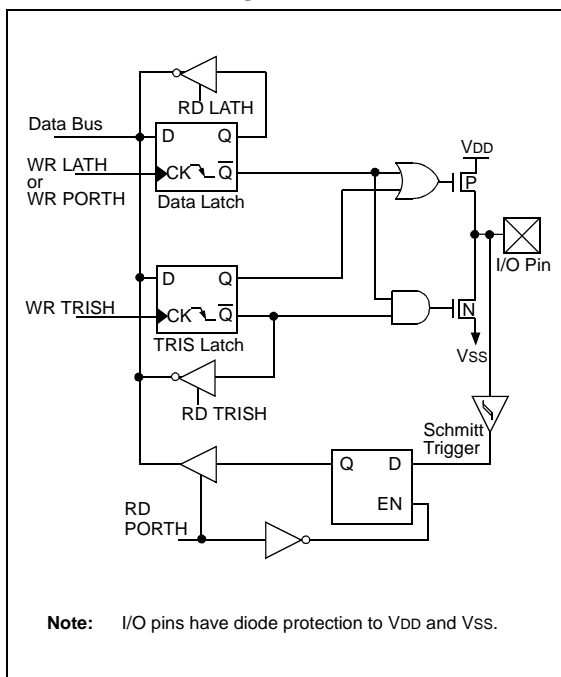 RD LATH
Data Bus
D Q
WR LATH
or
WR PORTH
CK Q
Data Latch
VDD
P
I/O Pin
D Q
WR TRISH
CK Q
TRIS Latch
N
VSS
RD TRISH
Schmitt
Trigger
Q D
EN
RD
PORTH
Note: I/O pins have diode protection to VDD and VSS.